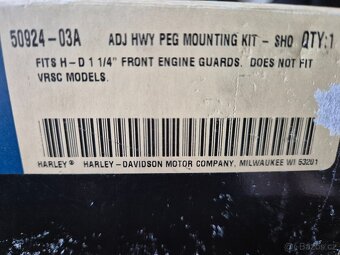 50924-03A ADJ HWY PEG MOUNTING KIT - SHO QTY:1
FITS H-D 1 1/4" FRONT ENGINE GUARDS. DOES NOT FIT
VRSC MODELS.
HARLEY® HARLEY-DAVIDSON MOTOR COMPANY, MILWAUKEE WI 53201